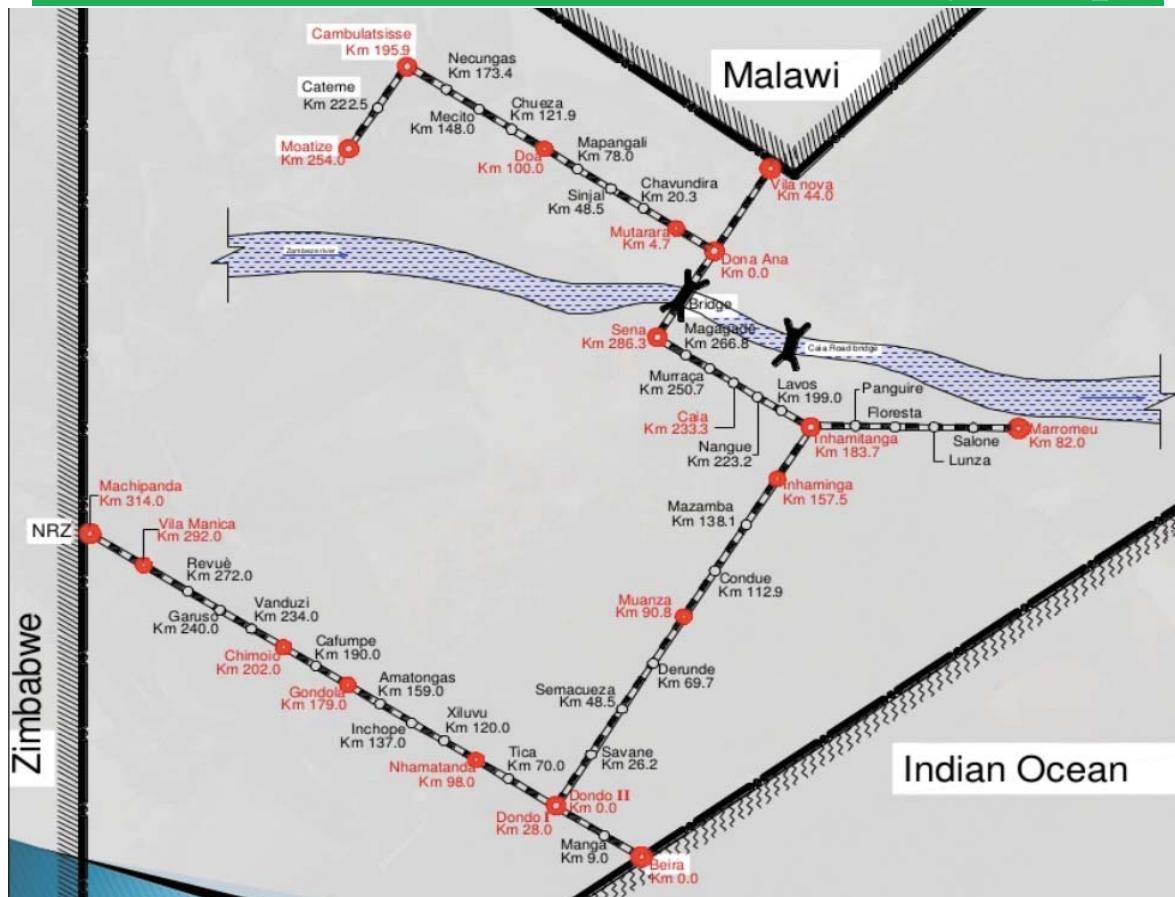 Cambulatsisse
Km 195.9
Necungas
Km 173.4
Malawi
Cateme
Km 222.5
Chueza
Km 121.9
Mecito
Km 148.0
Moatize
Km 254.0
Doa
Km 100.0
Mapangali
Km 78.0
Chavundira
Km 20.3
Sinjal
Km 48.5
Vila nova
Km 44.0
Mutarara
Km 4.7
Dona Ana
Km 0.0
Zambeze river
Bridge
Sena
Km 286.3
Magagade
Km 266.8
Caia Road bridge
Murraça
Km 250.7
Lavos
Km 199.0
Panguire
Floresta
Caia
Km 233.3
Inhamitanga
Km 183.7
Salone
Marromeu
Km 82.0
Nangue
Km 223.2
Lunza
Machipanda
Km 314.0
Inhaminga
Km 157.5
NRZ
Vila Manica
Km 292.0
Mazamba
Km 138.1
Revuè
Km 272.0
Condue
Km 112.9
Vanduzi
Km 234.0
Garuso
Km 240.0
Muanza
Km 90.8
Zimbabwe
Chimoio
Km 202.0
Cafumpe
Km 190.0
Derunde
Km 69.7
Gondola
Km 179.0
Amatongas
Km 159.0
Semacueza
Km 48.5
Inchope
Km 137.0
Xiluvu
Km 120.0
Nhamatanda
Km 98.0
Tica
Km 70.0
Savane
Km 26.2
Indian Ocean
Dondo II
Km 0.0
Dondo I
Km 28.0
Manga
Km 9.0
Beira
Km 0.0